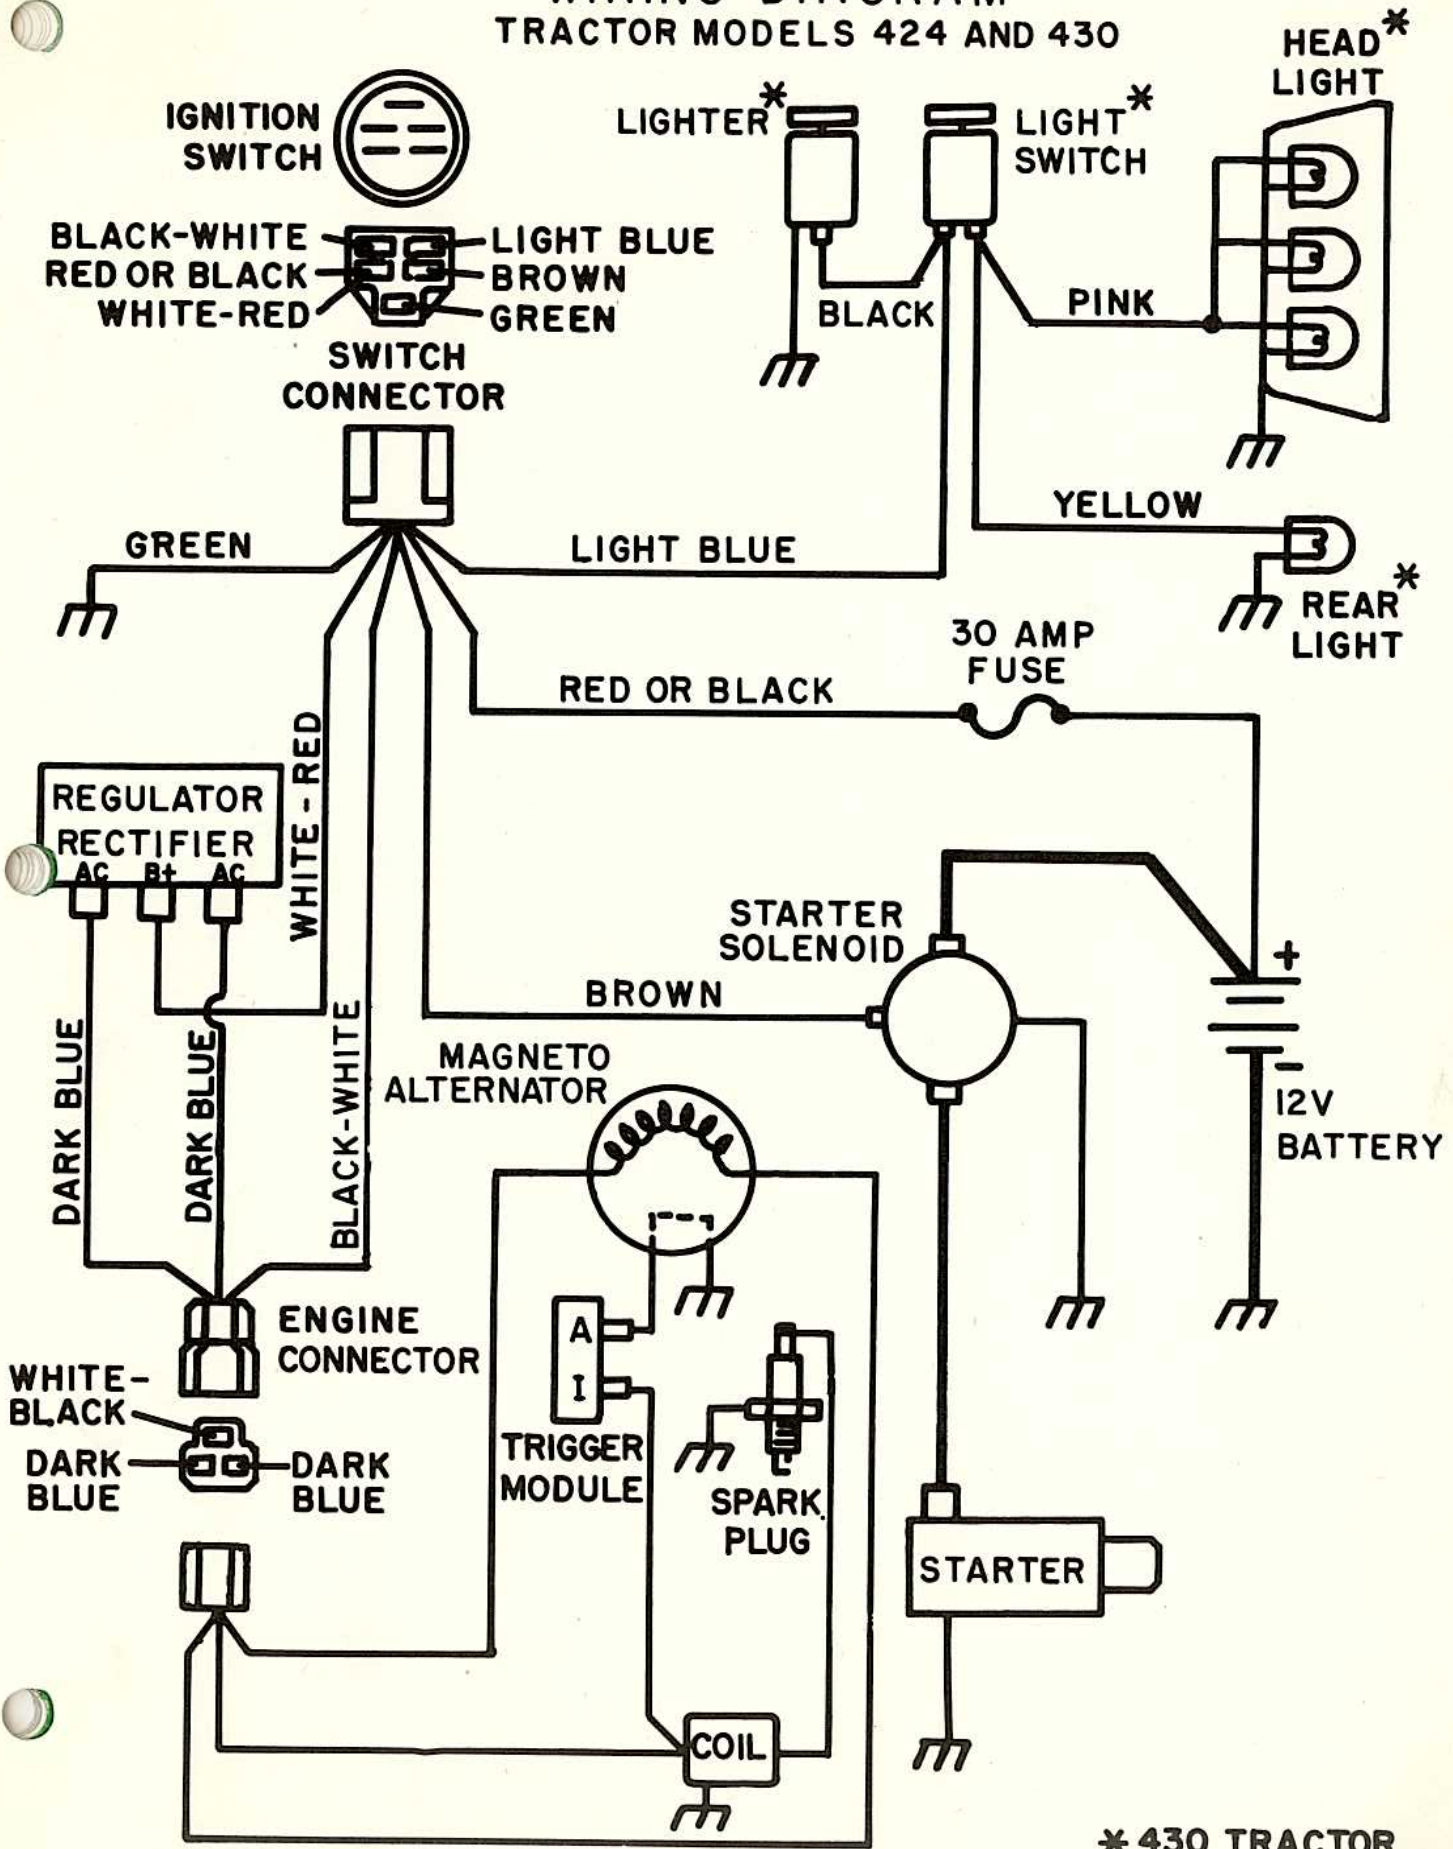 WIRING DIAGRAM
TRACTOR MODELS 424 AND 430
HEAD*
LIGHT
IGNITION
SWITCH
LIGHTER*
LIGHT*
SWITCH
BLACK-WHITE
RED OR BLACK
WHITE-RED
LIGHT BLUE
BROWN
GREEN
BLACK
PINK
SWITCH
CONNECTOR
GREEN
LIGHT BLUE
YELLOW
REAR*
LIGHT
30 AMP
FUSE
RED OR BLACK
WHITE-RED
REGULATOR
RECTIFIER
AC B+ AC
STARTER
SOLENOID
BROWN
+
-
12V
BATTERY
DARK BLUE
DARK BLUE
BLACK-WHITE
MAGNETO
ALTERNATOR
ENGINE
CONNECTOR
WHITE-
BLACK
DARK
BLUE
DARK
BLUE
A
I
TRIGGER
MODULE
SPARK
PLUG
STARTER
COIL
*430 TRACTOR